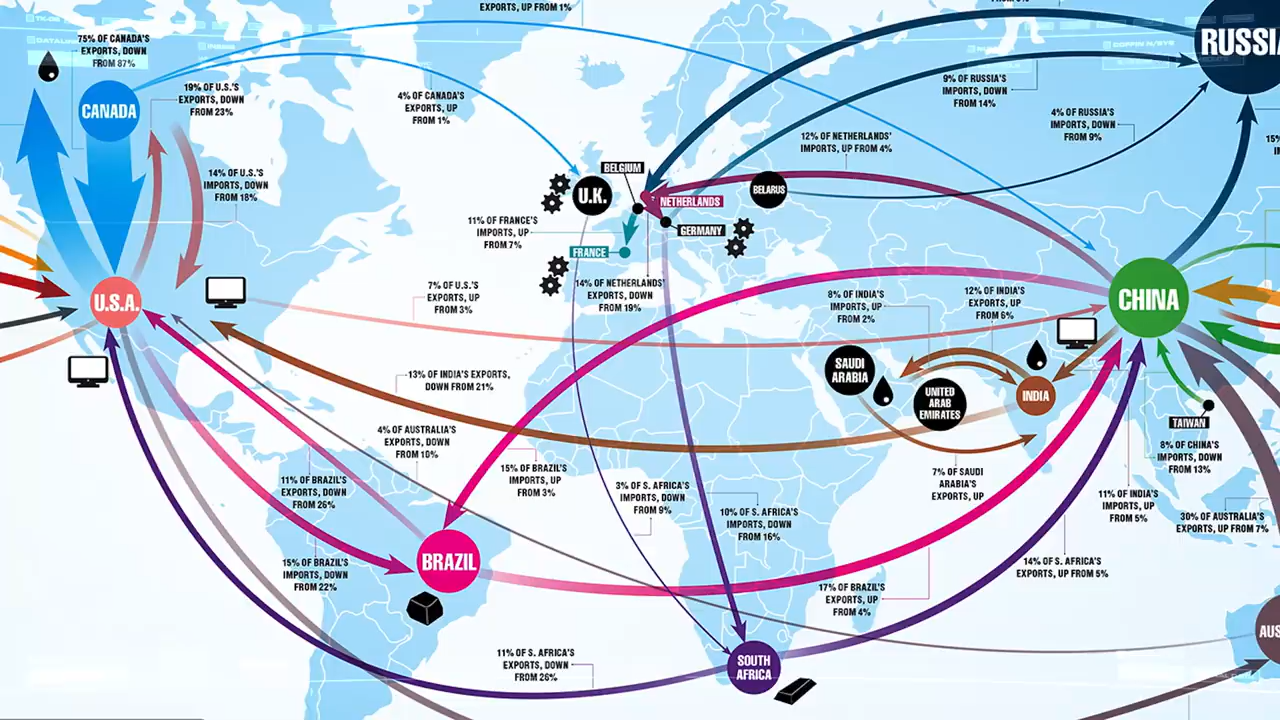 EXPORTS, UP FROM 1%
75% OF CANADA'S
EXPORTS, DOWN
FROM 87%
CANADA
19% OF U.S.'S
EXPORTS, DOWN
FROM 23%
14% OF U.S.'S
IMPORTS, DOWN
FROM 18%
4% OF CANADA'S
EXPORTS, UP
FROM 1%
RUSSIA
9% OF RUSSIA'S
IMPORTS, DOWN
FROM 14%
4% OF RUSSIA'S
IMPORTS, DOWN
FROM 9%
12% OF NETHERLANDS'
IMPORTS, UP FROM 4%
BELGIUM
U.K.
NETHERLANDS
BELARUS
GERMANY
FRANCE
11% OF FRANCE'S
IMPORTS, UP
FROM 7%
14% OF NETHERLANDS'
EXPORTS, DOWN
FROM 19%
U.S.A.
7% OF U.S.'S
EXPORTS, UP
FROM 3%
8% OF INDIA'S
IMPORTS, UP
FROM 2%
12% OF INDIA'S
EXPORTS, UP
FROM 6%
CHINA
SAUDI
ARABIA
UNITED
ARAB
EMIRATES
INDIA
TAIWAN
8% OF CHINA'S
IMPORTS, DOWN
FROM 13%
13% OF INDIA'S EXPORTS,
DOWN FROM 21%
4% OF AUSTRALIA'S
EXPORTS, DOWN
FROM 10%
15% OF BRAZIL'S
IMPORTS, UP
FROM 3%
11% OF BRAZIL'S
EXPORTS, DOWN
FROM 26%
3% OF S. AFRICA'S
IMPORTS, DOWN
FROM 9%
10% OF S. AFRICA'S
IMPORTS, DOWN
FROM 16%
7% OF SAUDI
ARABIA'S
EXPORTS, UP
11% OF INDIA'S
IMPORTS, UP
FROM 5%
30% OF AUSTRALIA'S
EXPORTS, UP FROM 7%
15% OF BRAZIL'S
IMPORTS, DOWN
FROM 22%
BRAZIL
17% OF BRAZIL'S
EXPORTS, UP
FROM 4%
14% OF S. AFRICA'S
EXPORTS, UP FROM 5%
11% OF S. AFRICA'S
EXPORTS, DOWN
FROM 26%
SOUTH
AFRICA
AUS